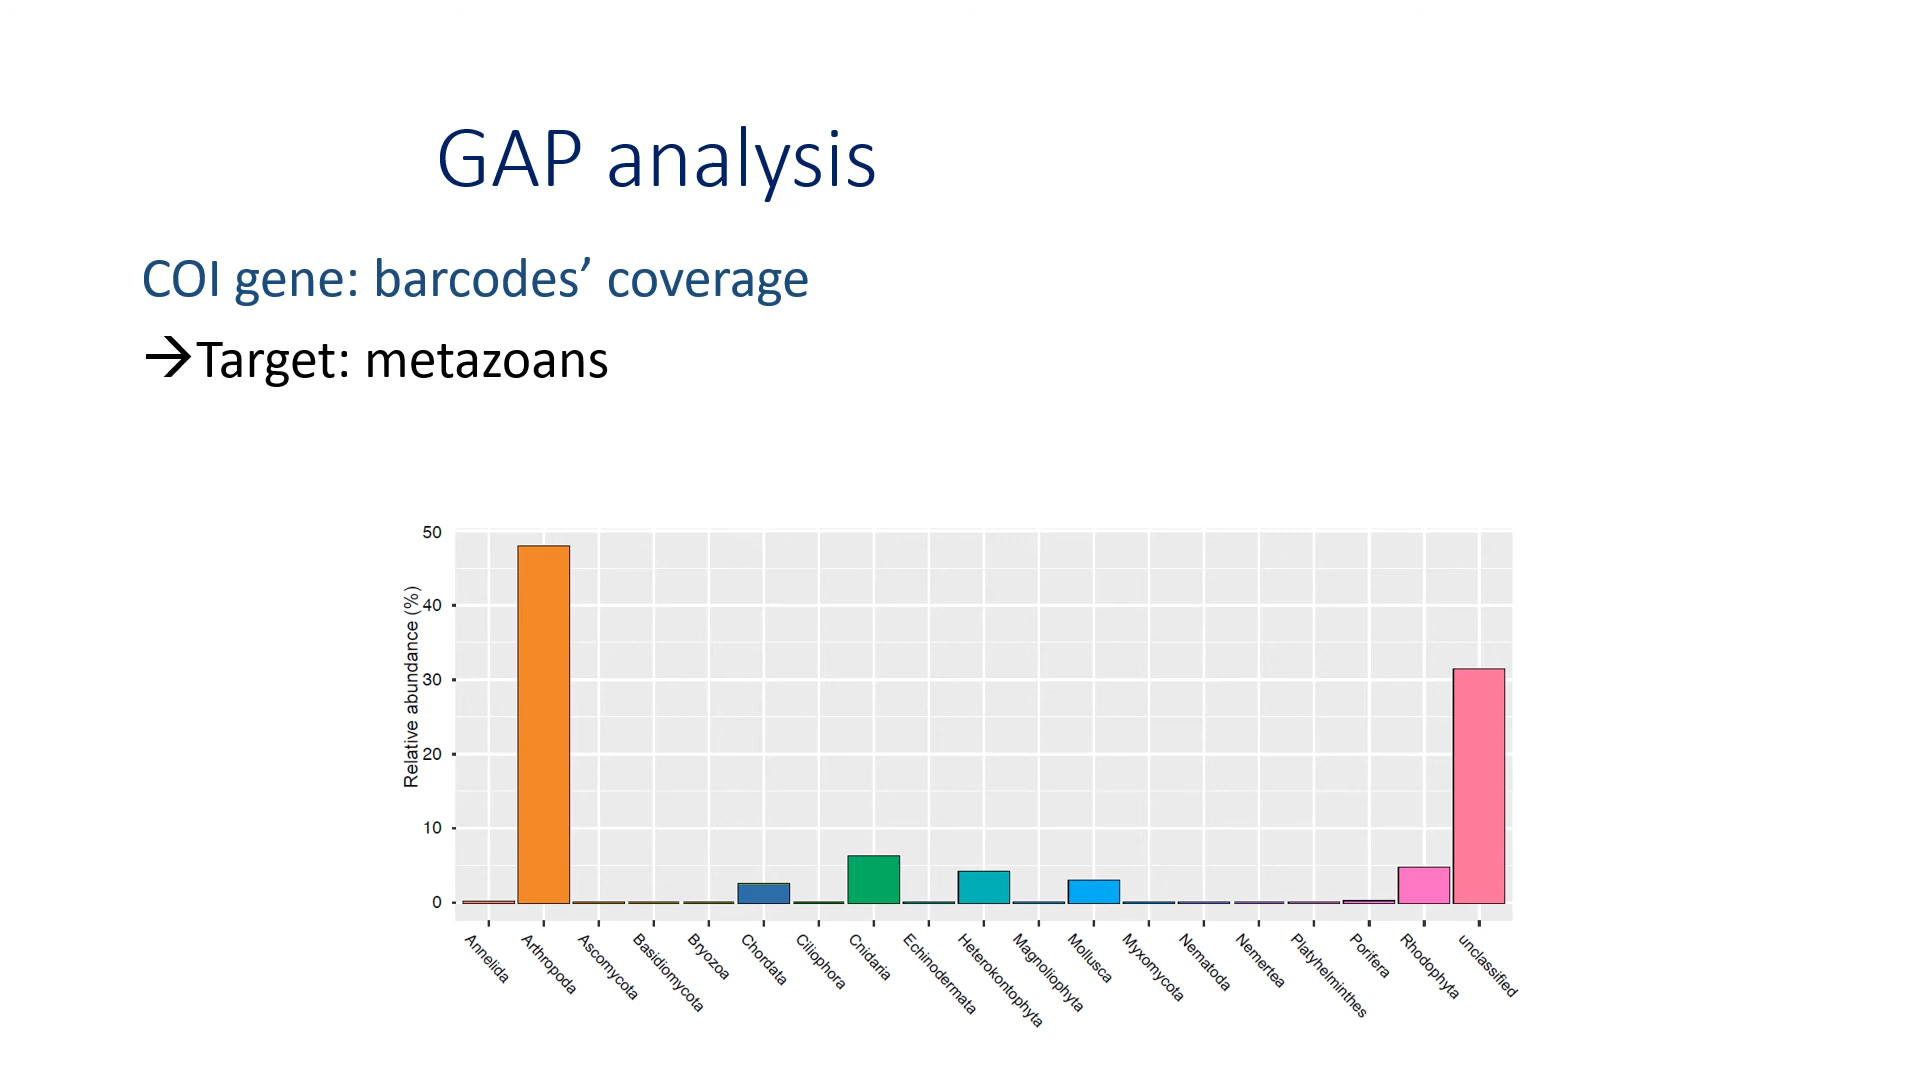 GAP analysis
COI gene: barcodes’ coverage
→Target: metazoans
Relative abundance (%)
50
40
30
20
10
0
Annelida
Arthropoda
Ascomycota
Basidiomycota
Bryozoa
Chordata
Ciliophora
Cnidaria
Echinodermata
Heterokontophyta
Magnoliophyta
Mollusca
Myxomycota
Nematoda
Nemertea
Platyhelminthes
Porifera
Rhodophyta
unclassified